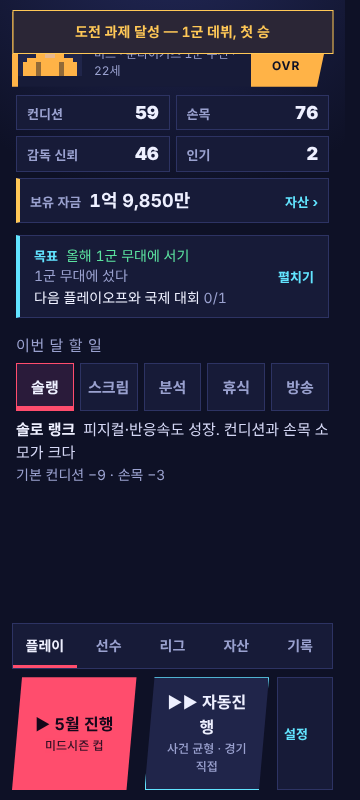 도전 과제 달성 — 1군 데뷔, 첫 승
22세
OVR
컨디션 59
손목 76
감독 신뢰 46
인기 2
보유 자금 1억 9,850만
자산 ›
목표 올해 1군 무대에 서기
1군 무대에 섰다
다음 플레이오프와 국제 대회 0/1
펼치기
이번 달 할 일
솔랭
스크림
분석
휴식
방송
솔로 랭크 피지컬·반응속도 성장. 컨디션과 손목 소
모가 크다
기본 컨디션 −9 · 손목 −3
플레이
선수
리그
자산
기록
▶ 5월 진행
미드시즌 컵
▶▶ 자동진
행
사건 균형 · 경기
직접
설정